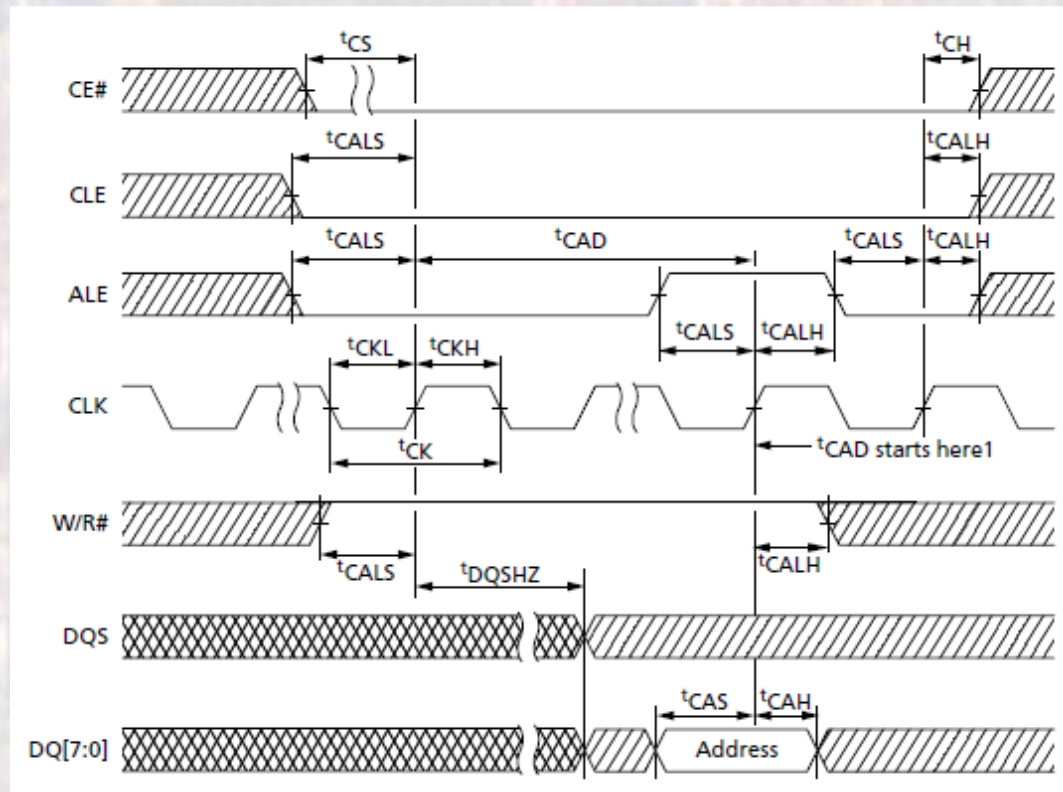 tCS
tCH
CE#
tCALS
tCALH
CLE
tCALS
tCAD
tCALS
tCALH
ALE
tCALS
tCALH
tCKL
tCKH
CLK
tCK
tCAD starts here1
W/R#
tCALS
tDQSHZ
tCALH
DQS
tCAS
tCAH
DQ[7:0]
Address